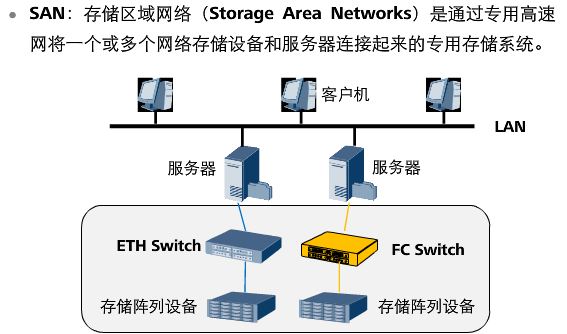 • SAN：存储区域网络（Storage Area Networks）是通过专用高速
网将一个或多个网络存储设备和服务器连接起来的专用存储系统。
客户机
LAN
服务器
服务器
ETH Switch
FC Switch
存储阵列设备
存储阵列设备